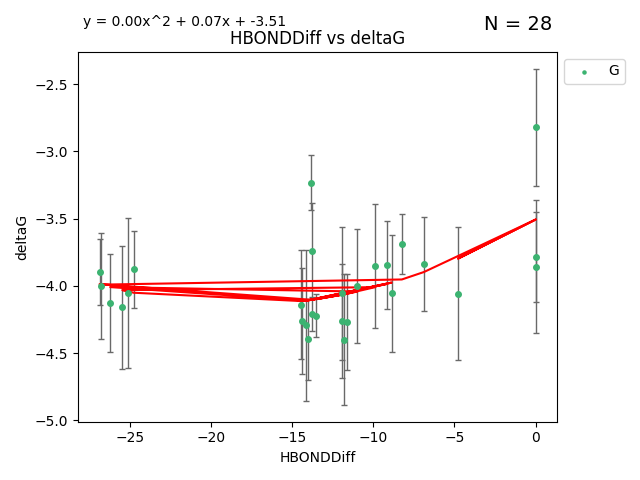 y = 0.00x^2 + 0.07x + -3.51
N = 28
HBONDDiff vs deltaG
G
−2.5
−3.0
−3.5
−4.0
−4.5
−5.0
deltaG
−25
−20
−15
−10
−5
0
HBONDDiff